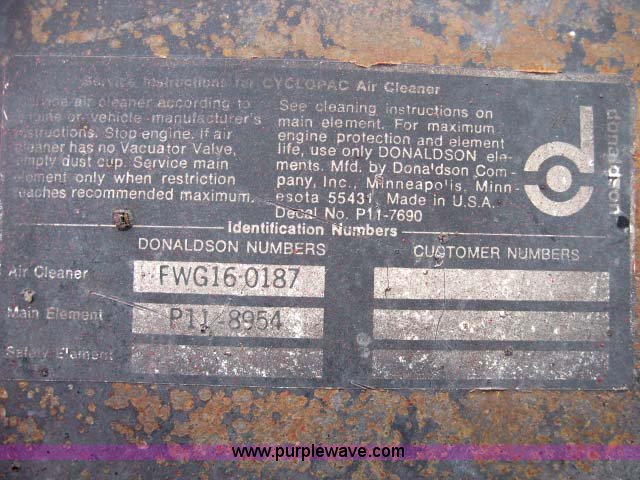 Service Instructions for CYCLOPAC Air Cleaner
Service air cleaner according to
engine or vehicle manufacturer's
instructions. Stop engine. If air
cleaner has no Vacuator Valve,
empty dust cup. Service main
element only when restriction
reaches recommended maximum.
See cleaning instructions on
main element. For maximum
engine protection and element
life, use only DONALDSON ele-
ments. Mfd. by Donaldson Com-
pany, Inc., Minneapolis, Minn-
esota 55431, Made in U.S.A.
Decal No. P11-7690
donaldson
Identification Numbers
DONALDSON NUMBERS
CUSTOMER NUMBERS
Air Cleaner FWG16-0187
Main Element P11-8954
Safety Element
www.purplewave.com